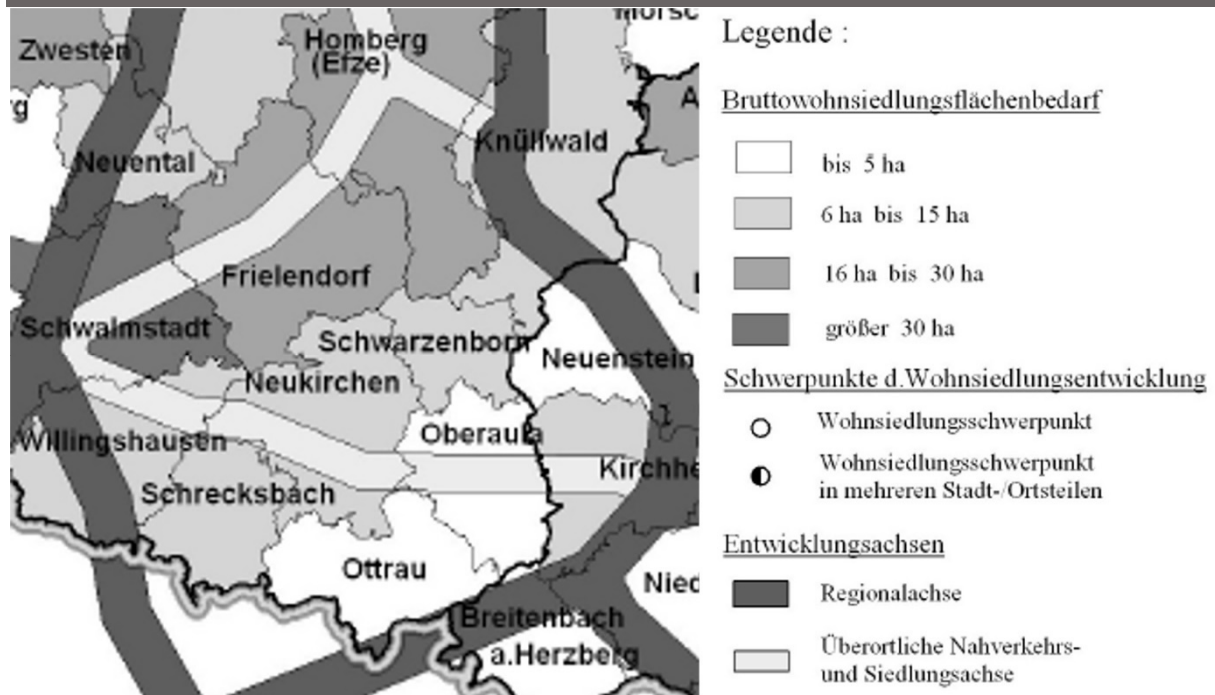 Zwesten
Homberg
(Efze)
Knüllwald
Neuental
Frielendorf
Schwalmstadt
Schwarzenborn
Neuenstein
Neukirchen
Oberaula
Willingshausen
Kirchhe
Schrecksbach
Ottrau
Nied
Breitenbach
a.Herzberg
Legende :
Bruttowohnsiedlungsflächenbedarf
bis 5 ha
6 ha bis 15 ha
16 ha bis 30 ha
größer 30 ha
Schwerpunkte d.Wohnsiedlungsentwicklung
Wohnsiedlungsschwerpunkt
Wohnsiedlungsschwerpunkt
in mehreren Stadt-/Ortsteilen
Entwicklungsachsen
Regionalachse
Überortliche Nahverkehrs-
und Siedlungsachse